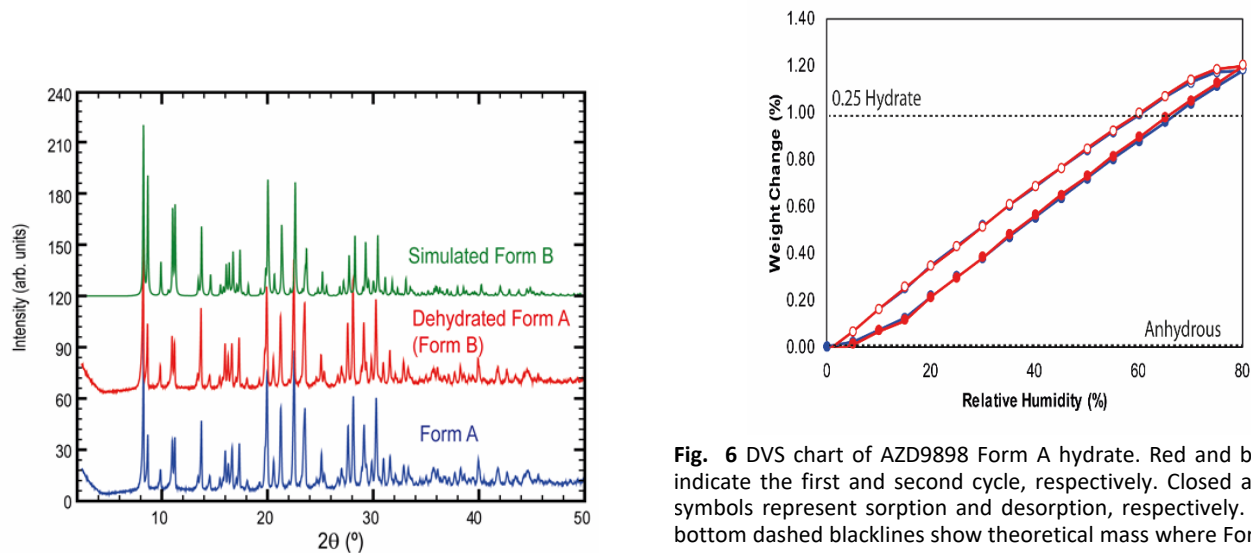 240
210
180
150
120
90
60
30
0
Intensity (arb. units)
Simulated Form B
Dehydrated Form A
(Form B)
Form A
10
20
30
40
50
2θ (º)
1.40
1.20
1.00
0.80
0.60
0.40
0.20
0.00
Weight Change (%)
0.25 Hydrate
Anhydrous
0
20
40
60
80
Relative Humidity (%)
Fig. 6 DVS chart of AZD9898 Form A hydrate. Red and b
indicate the first and second cycle, respectively. Closed a
symbols represent sorption and desorption, respectively.
bottom dashed blacklines show theoretical mass where For